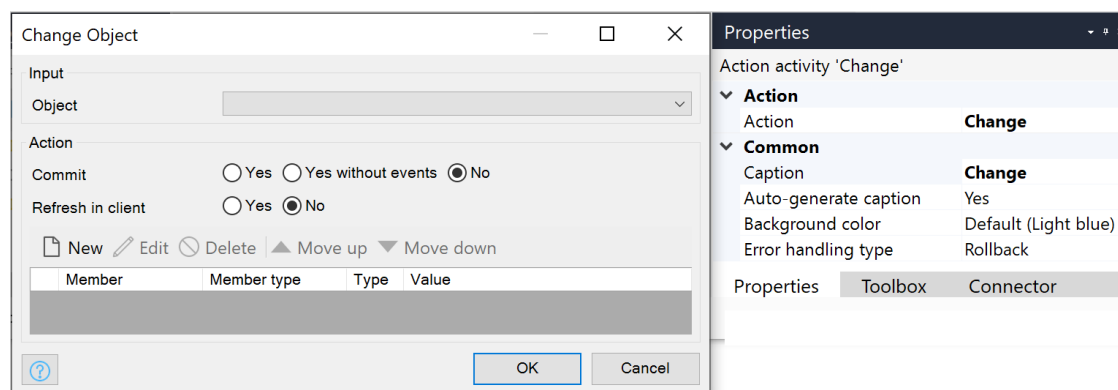 Change Object
Input
Object
Action
Commit
Yes Yes without events No
Refresh in client
Yes No
New Edit Delete Move up Move down
Member Member type Type Value
? OK Cancel
Properties
Action activity 'Change'
Action
Action Change
Common
Caption Change
Auto-generate caption Yes
Background color Default (Light blue)
Error handling type Rollback
Properties Toolbox Connector